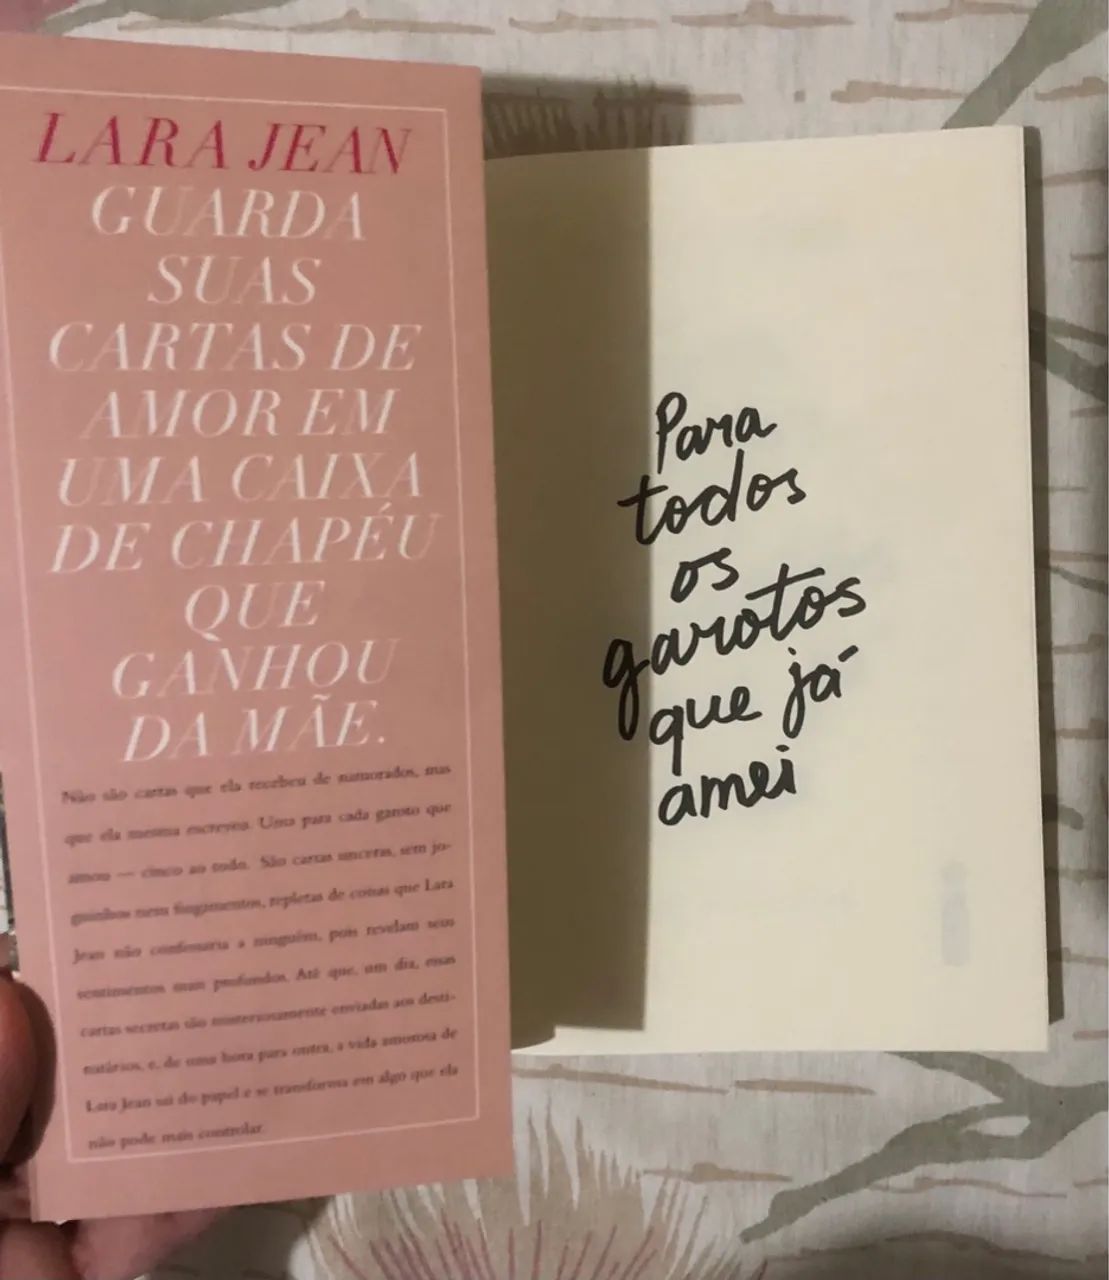 LARA JEAN
GUARDA
SUAS
CARTAS DE
AMOR EM
UMA CAIXA
DE CHAPÉU
QUE
GANHOU
DA MÃE.
Não são cartas que ela recebeu de namorados, mas
que ela mesma escreveu. Uma para cada garoto que
amou — cinco ao todo. São cartas sinceras, sem jo-
guinhos nem fingimentos, repletas de coisas que Lara
Jean não confessaria a ninguém, pois revelam seus
sentimentos mais profundos. Até que, um dia, essas
cartas secretas são misteriosamente enviadas aos desti-
natários, e, de uma hora para outra, a vida amorosa de
Lara Jean sai do papel e se transforma em algo que ela
não pode mais controlar.
Para
todos
os
garotos
que já
amei